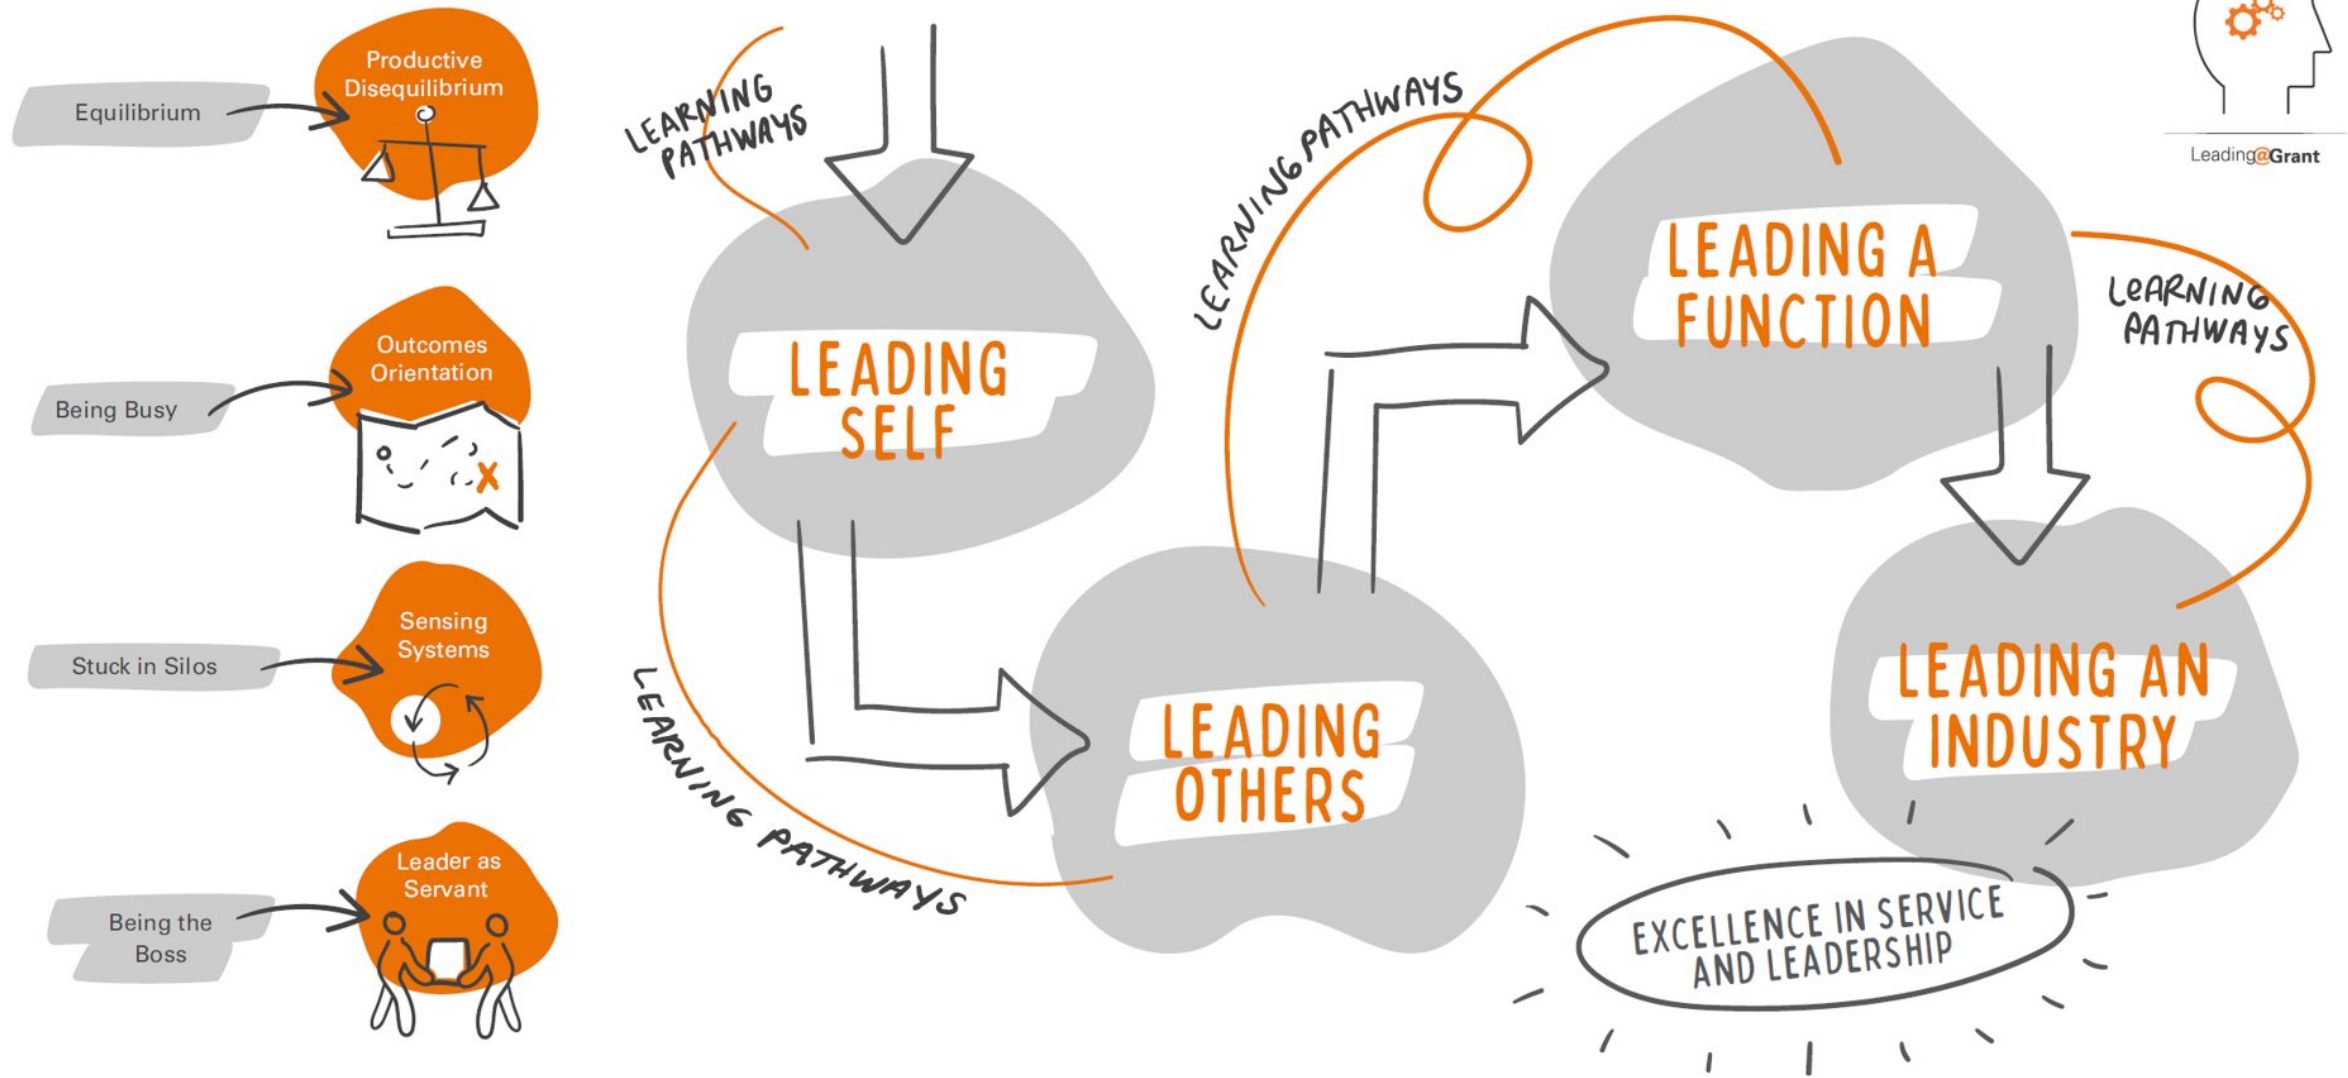 Equilibrium
Productive
Disequilibrium
Being Busy
Outcomes
Orientation
X
Stuck in Silos
Sensing
Systems
Being the
Boss
Leader as
Servant
LEARNING
PATHWAYS
LEADING
SELF
LEARNING PATHWAYS
LEADING
OTHERS
LEARNING PATHWAYS
LEADING A
FUNCTION
LEARNING
PATHWAYS
LEADING AN
INDUSTRY
EXCELLENCE IN SERVICE
AND LEADERSHIP
Leading@Grant